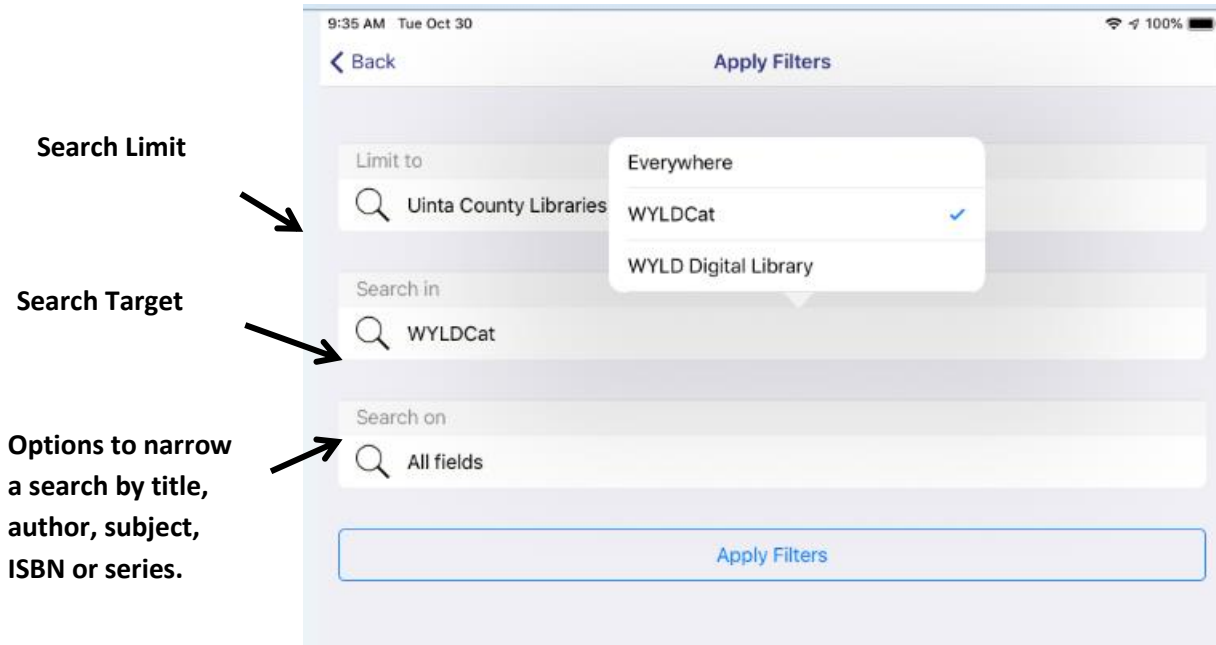 9:35 AM Tue Oct 30
100%
Back
Apply Filters
Search Limit
Limit to
Uinta County Libraries
Everywhere
WYLDCat
WYLD Digital Library
Search Target
Search in
WYLDCat
Options to narrow
a search by title,
author, subject,
ISBN or series.
Search on
All fields
Apply Filters